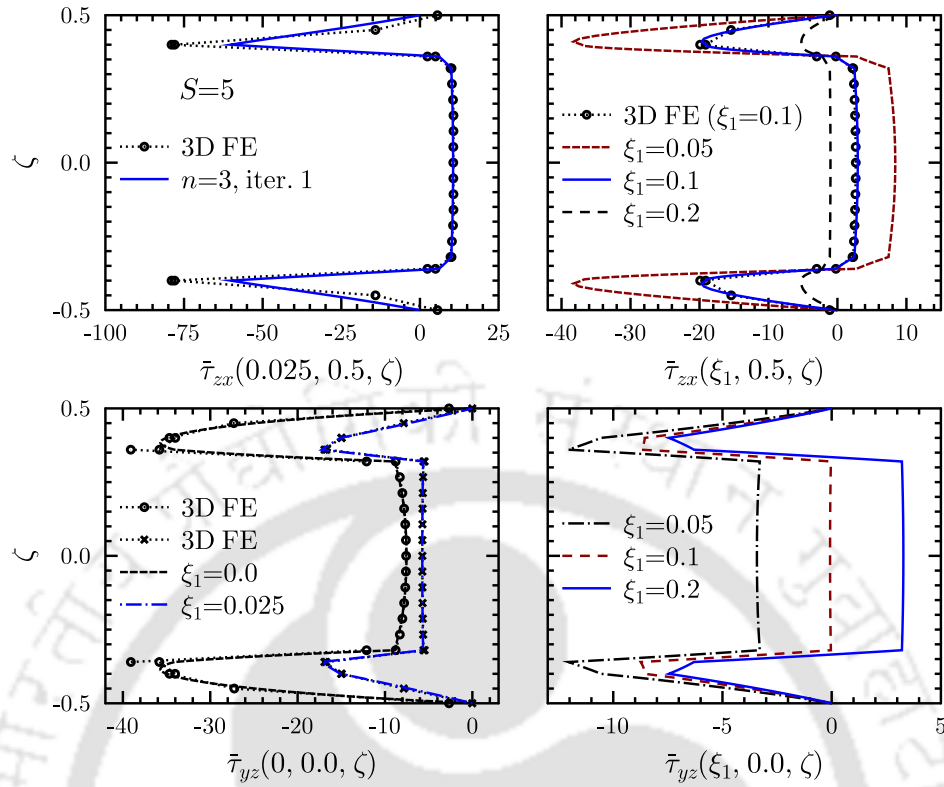 0.5
0.0
-0.5
ζ
S=5
3D FE
n=3, iter. 1
-100 -75 -50 -25 0 25
τ̄zx(0.025, 0.5, ζ)
3D FE (ξ1=0.1)
ξ1=0.05
ξ1=0.1
ξ1=0.2
-40 -30 -20 -10 0 10
τ̄zx(ξ1, 0.5, ζ)
0.5
0.0
-0.5
ζ
3D FE
3D FE
ξ1=0.0
ξ1=0.025
-40 -30 -20 -10 0
τ̄yz(0, 0.0, ζ)
ξ1=0.05
ξ1=0.1
ξ1=0.2
-10 -5 0 5
τ̄yz(ξ1, 0.0, ζ)